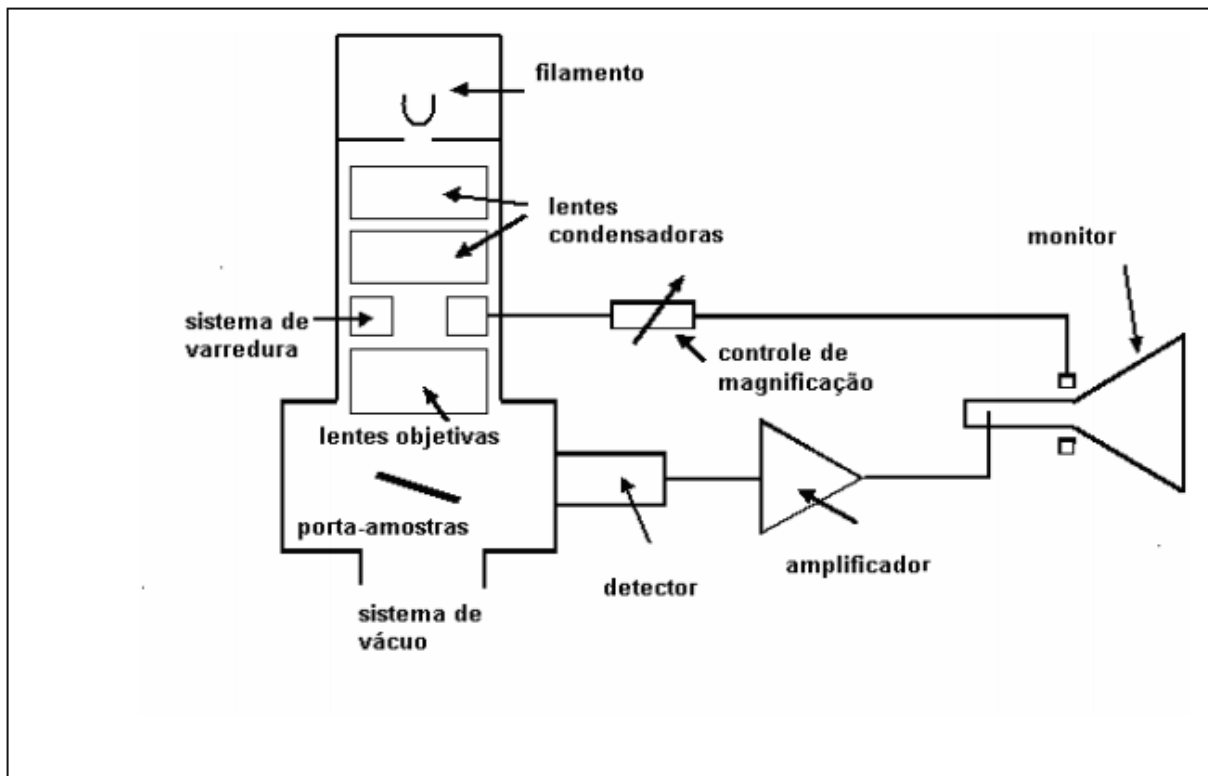 filamento
lentes
condensadoras
monitor
sistema de
varredura
controle de
magnificação
lentes objetivas
porta-amostras
detector
amplificador
sistema de
vácuo